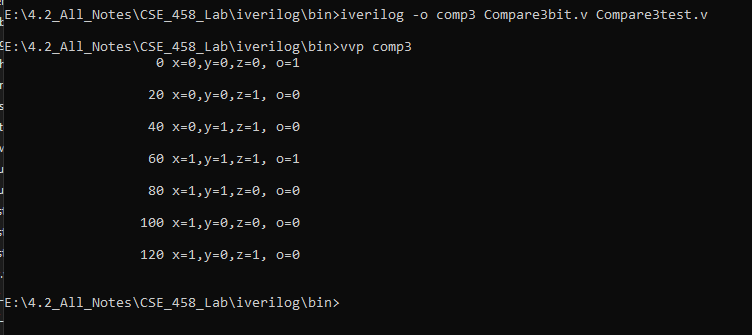 E:\4.2_All_Notes\CSE_458_Lab\iverilog\bin>iverilog -o comp3 Compare3bit.v Compare3test.v
E:\4.2_All_Notes\CSE_458_Lab\iverilog\bin>vvp comp3
0 x=0,y=0,z=0, o=1
20 x=0,y=0,z=1, o=0
40 x=0,y=1,z=1, o=0
60 x=1,y=1,z=1, o=1
80 x=1,y=1,z=0, o=0
100 x=1,y=0,z=0, o=0
120 x=1,y=0,z=1, o=0
E:\4.2_All_Notes\CSE_458_Lab\iverilog\bin>